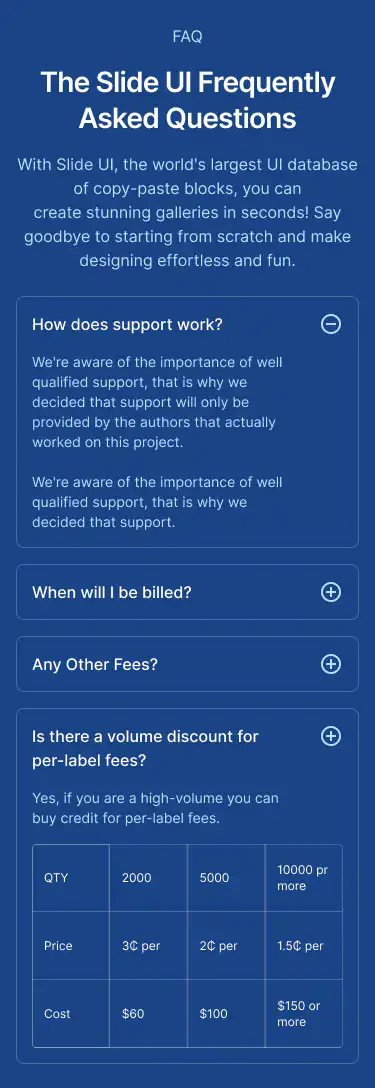 FAQ
The Slide UI Frequently
Asked Questions
With Slide UI, the world's largest UI database
of copy-paste blocks, you can
create stunning galleries in seconds! Say
goodbye to starting from scratch and make
designing effortless and fun.
How does support work?
We're aware of the importance of well
qualified support, that is why we
decided that support will only be
provided by the authors that actually
worked on this project.
We're aware of the importance of well
qualified support, that is why we
decided that support.
When will I be billed?
Any Other Fees?
Is there a volume discount for
per-label fees?
Yes, if you are a high-volume you can
buy credit for per-label fees.
QTY 2000 5000 10000 pr
more
Price 3₵ per 2₵ per 1.5₵ per
Cost $60 $100 $150 or
more